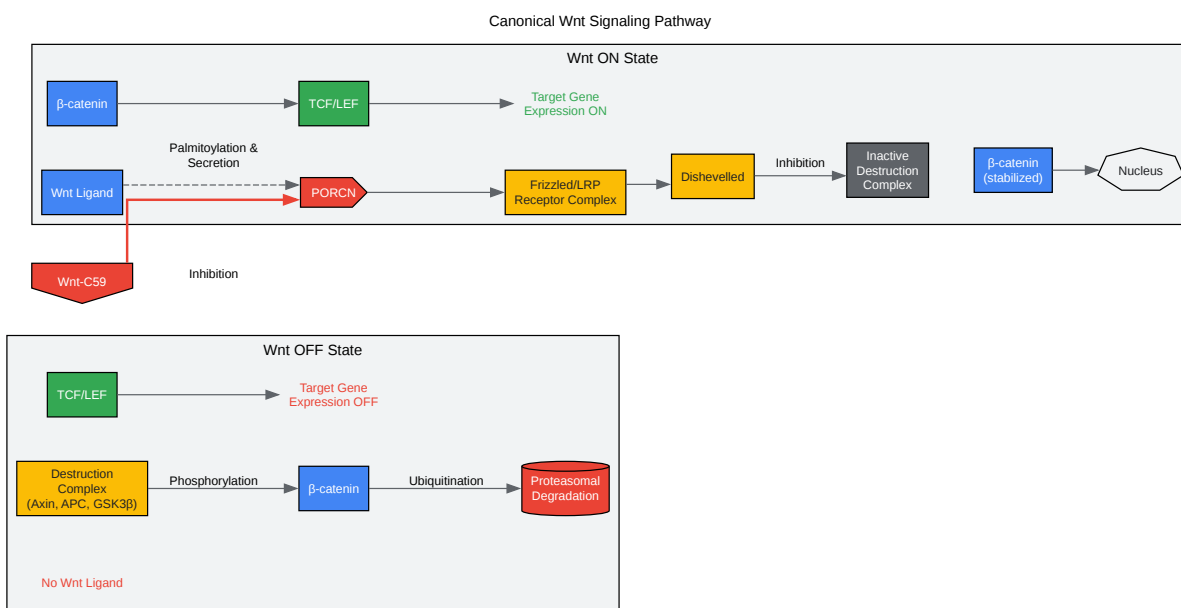 Canonical Wnt Signaling Pathway
Wnt ON State
β-catenin
TCF/LEF
Target Gene
Expression ON
Palmitoylation &
Secretion
Wnt Ligand
PORCN
Frizzled/LRP
Receptor Complex
Dishevelled
Inhibition
Inactive
Destruction
Complex
β-catenin
(stabilized)
Nucleus
Wnt-C59
Inhibition
Wnt OFF State
TCF/LEF
Target Gene
Expression OFF
Destruction
Complex
(Axin, APC, GSK3β)
Phosphorylation
β-catenin
Ubiquitination
Proteasomal
Degradation
No Wnt Ligand